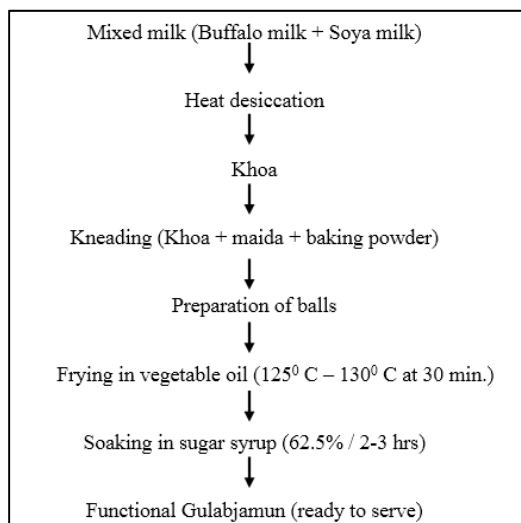 Mixed milk (Buffalo milk + Soya milk)
Heat desiccation
Khoa
Kneading (Khoa + maida + baking powder)
Preparation of balls
Frying in vegetable oil (125⁰ C – 130⁰ C at 30 min.)
Soaking in sugar syrup (62.5% / 2-3 hrs)
Functional Gulabjamun (ready to serve)